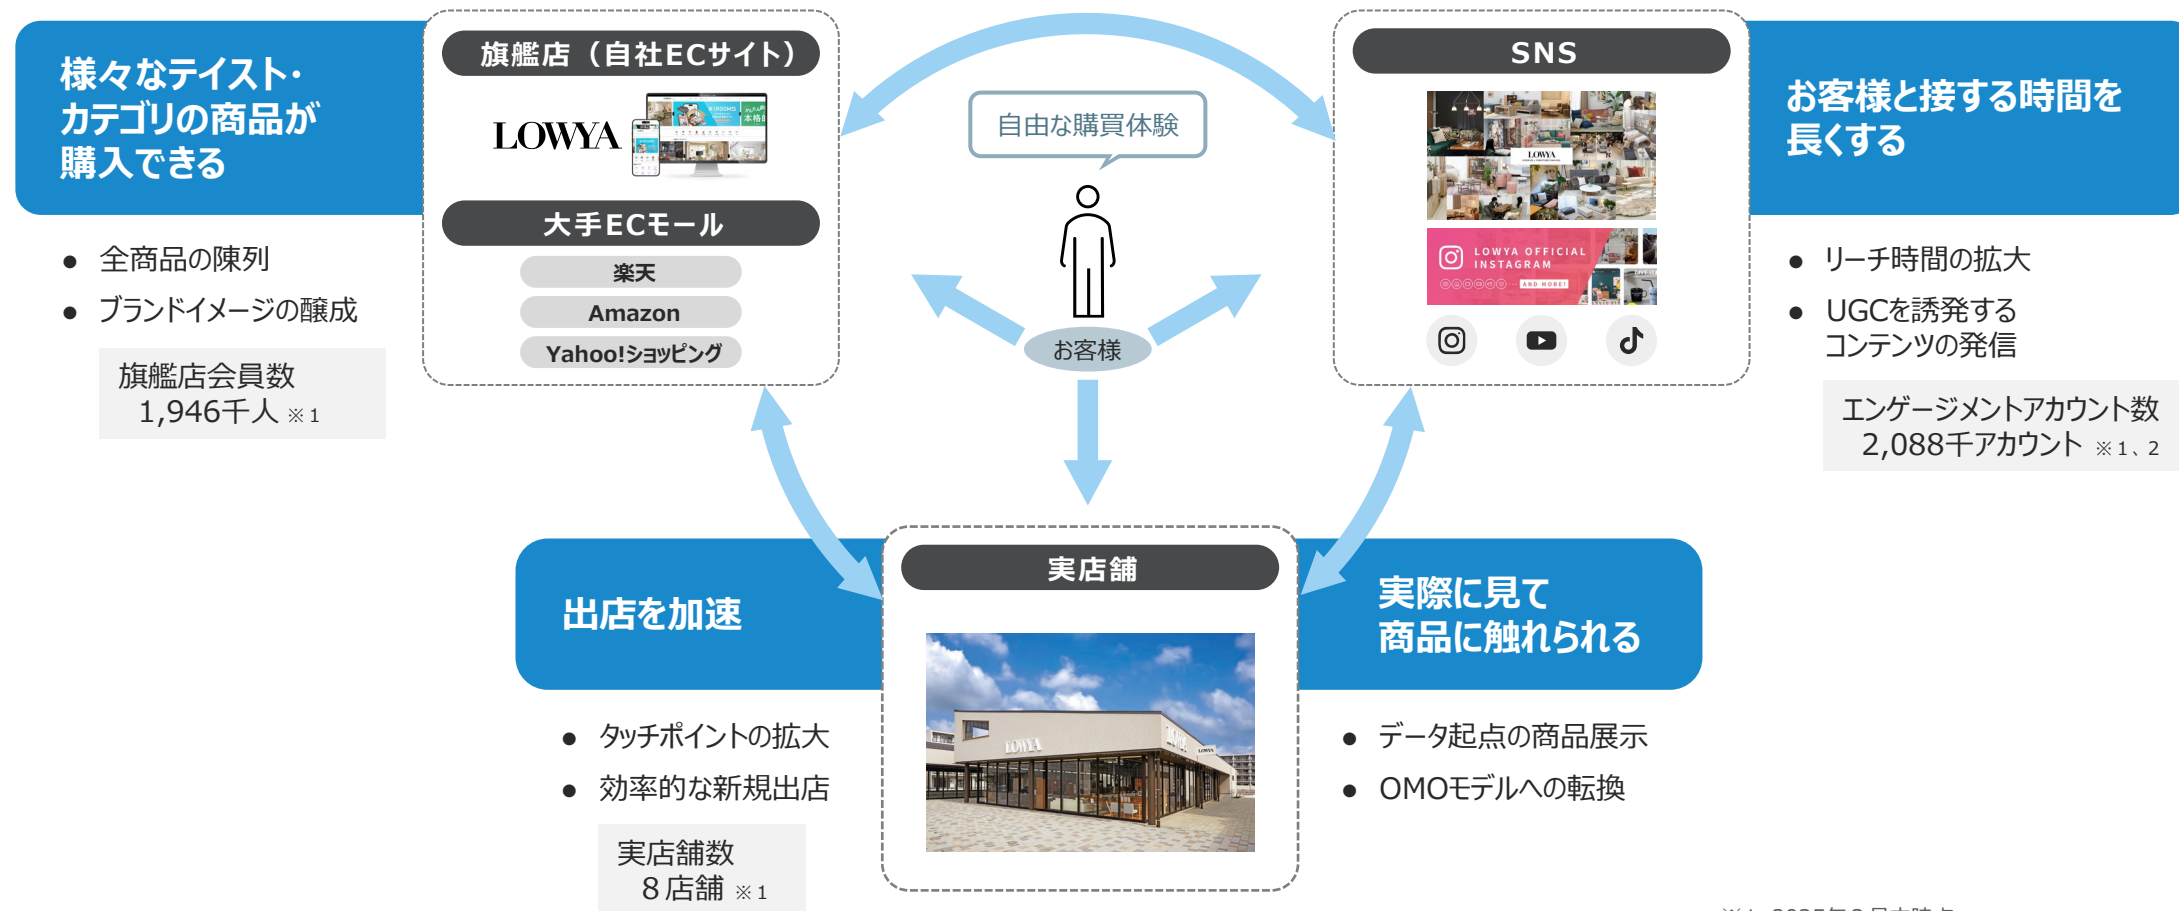 様々なテイスト・
カテゴリの商品が
購入できる
全商品の陳列
ブランドイメージの醸成
旗艦店会員数
1,946千人 ※1
旗艦店（自社ECサイト）
LOWYA
大手ECモール
楽天
Amazon
Yahoo!ショッピング
自由な購買体験
お客様
SNS
LOWYA
LOWYA OFFICIAL
INSTAGRAM
AND MORE!
お客様と接する時間を
長くする
リーチ時間の拡大
UGCを誘発する
コンテンツの発信
エンゲージメントアカウント数
2,088千アカウント ※1、2
出店を加速
タッチポイントの拡大
効率的な新規出店
実店舗数
8店舗 ※1
実店舗
LOWYA
LOWYA
実際に見て
商品に触れられる
データ起点の商品展示
OMOモデルへの転換